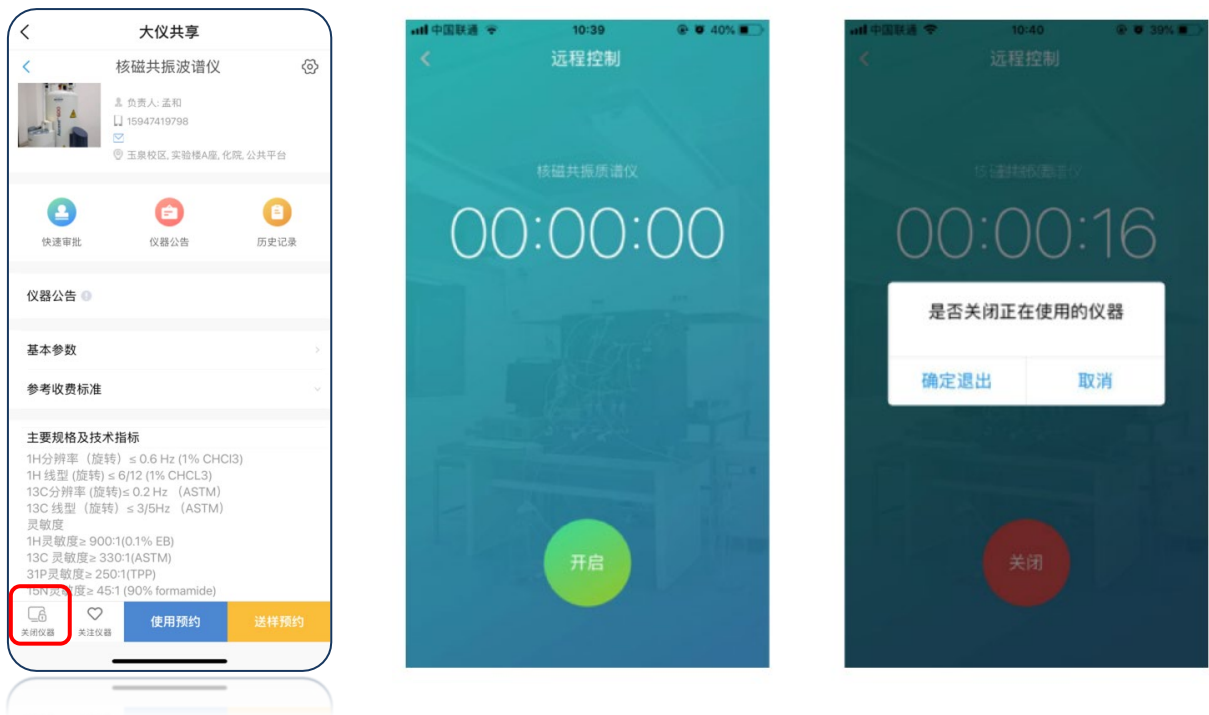 大仪共享
核磁共振波谱仪
负责人: 孟和
15947419798
玉泉校区, 实验楼A座, 化院, 公共平台
快速审批
仪器公告
历史记录
仪器公告
基本参数
参考收费标准
主要规格及技术指标
1H分辨率（旋转）≤ 0.6 Hz (1% CHCl3)
1H 线型 (旋转) ≤ 6/12 (1% CHCL3)
13C分辨率 (旋转)≤ 0.2 Hz （ASTM）
13C 线型（旋转）≤ 3/5Hz （ASTM）
灵敏度
1H灵敏度≥ 900:1(0.1% EB)
13C 灵敏度≥ 330:1(ASTM)
31P灵敏度≥ 250:1(TPP)
15N灵敏度≥ 45:1 (90% formamide)
关闭仪器
关注仪器
使用预约
送样预约
中国联通
10:39
40%
远程控制
核磁共振质谱仪
00:00:00
开启
中国联通
10:40
39%
远程控制
00:00:16
是否关闭正在使用的仪器
确定退出
取消
关闭